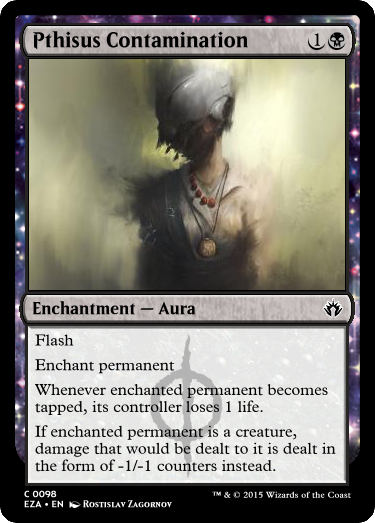 Pthisus Contamination 1
Enchantment — Aura
Flash
Enchant permanent
Whenever enchanted permanent becomes
tapped, its controller loses 1 life.
If enchanted permanent is a creature,
damage that would be dealt to it is dealt in
the form of -1/-1 counters instead.
C 0098
EZA • EN Rostislav Zagornov
™ & © 2015 Wizards of the Coast